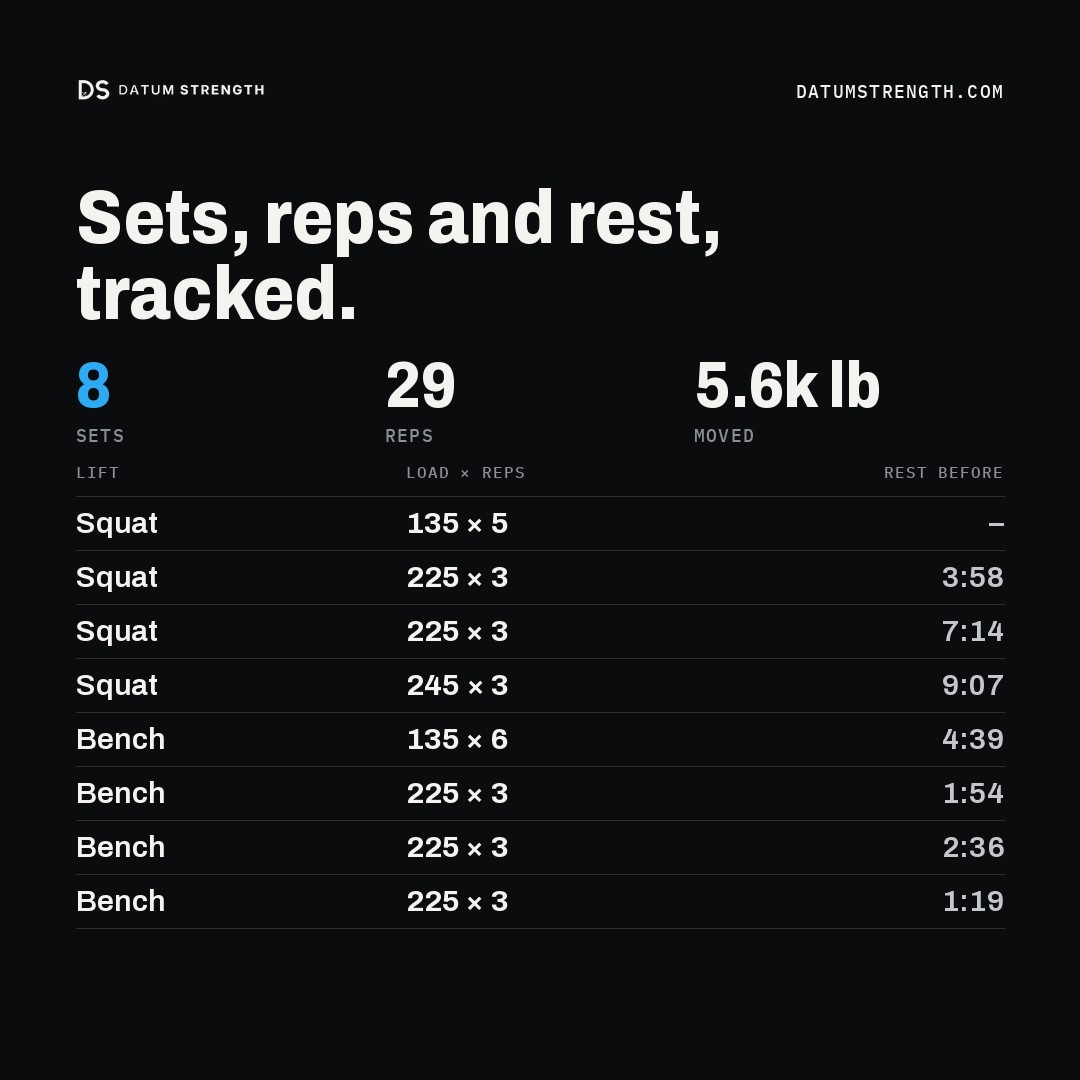 DS DATUM STRENGTH
DATUMSTRENGTH.COM
Sets, reps and rest,
tracked.
8 29 5.6k lb
SETS REPS MOVED
LIFT LOAD × REPS REST BEFORE
Squat 135 × 5 –
Squat 225 × 3 3:58
Squat 225 × 3 7:14
Squat 245 × 3 9:07
Bench 135 × 6 4:39
Bench 225 × 3 1:54
Bench 225 × 3 2:36
Bench 225 × 3 1:19